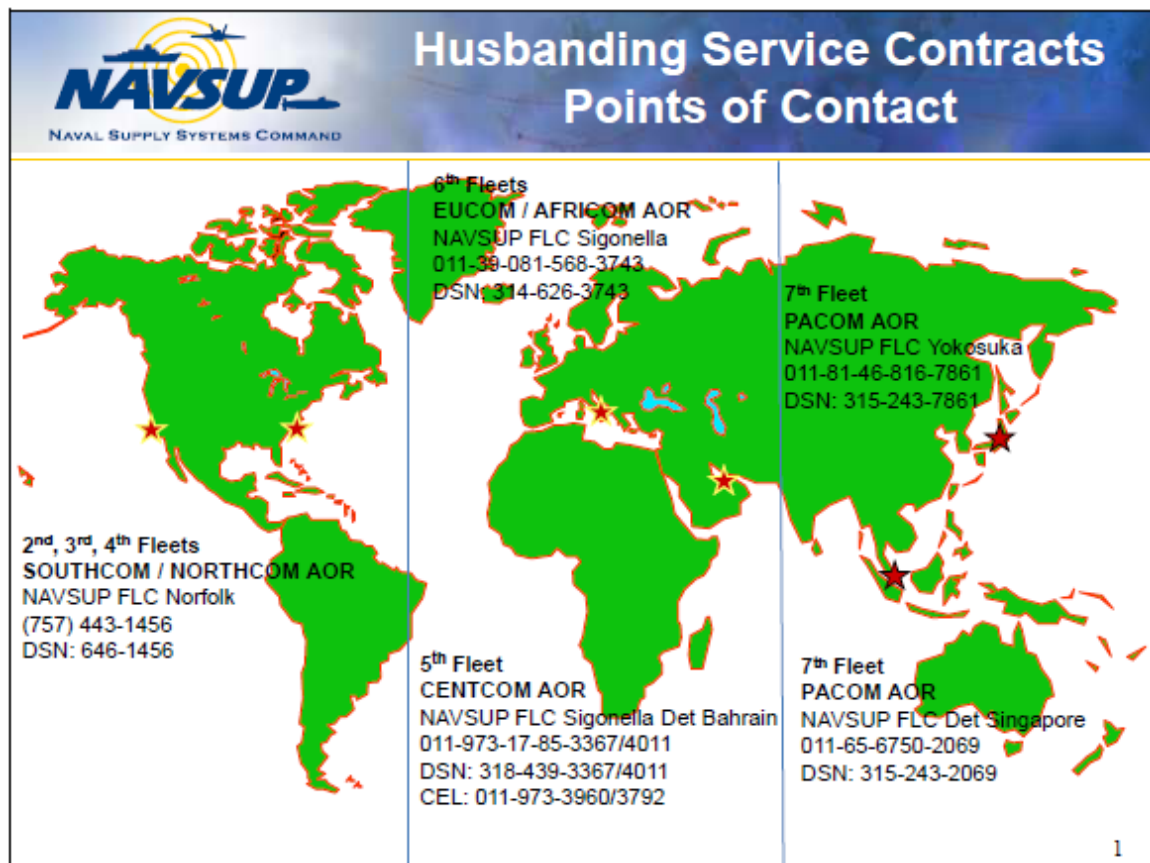 NAVSUP
NAVAL SUPPLY SYSTEMS COMMAND
Husbanding Service Contracts
Points of Contact
6th Fleets
EUCOM / AFRICOM AOR
NAVSUP FLC Sigonella
011-39-081-568-3743
DSN: 314-626-3743
7th Fleet
PACOM AOR
NAVSUP FLC Yokosuka
011-81-46-816-7861
DSN: 315-243-7861
2nd, 3rd, 4th Fleets
SOUTHCOM / NORTHCOM AOR
NAVSUP FLC Norfolk
(757) 443-1456
DSN: 646-1456
5th Fleet
CENTCOM AOR
NAVSUP FLC Sigonella Det Bahrain
011-973-17-85-3367/4011
DSN: 318-439-3367/4011
CEL: 011-973-3960/3792
7th Fleet
PACOM AOR
NAVSUP FLC Det Singapore
011-65-6750-2069
DSN: 315-243-2069
1